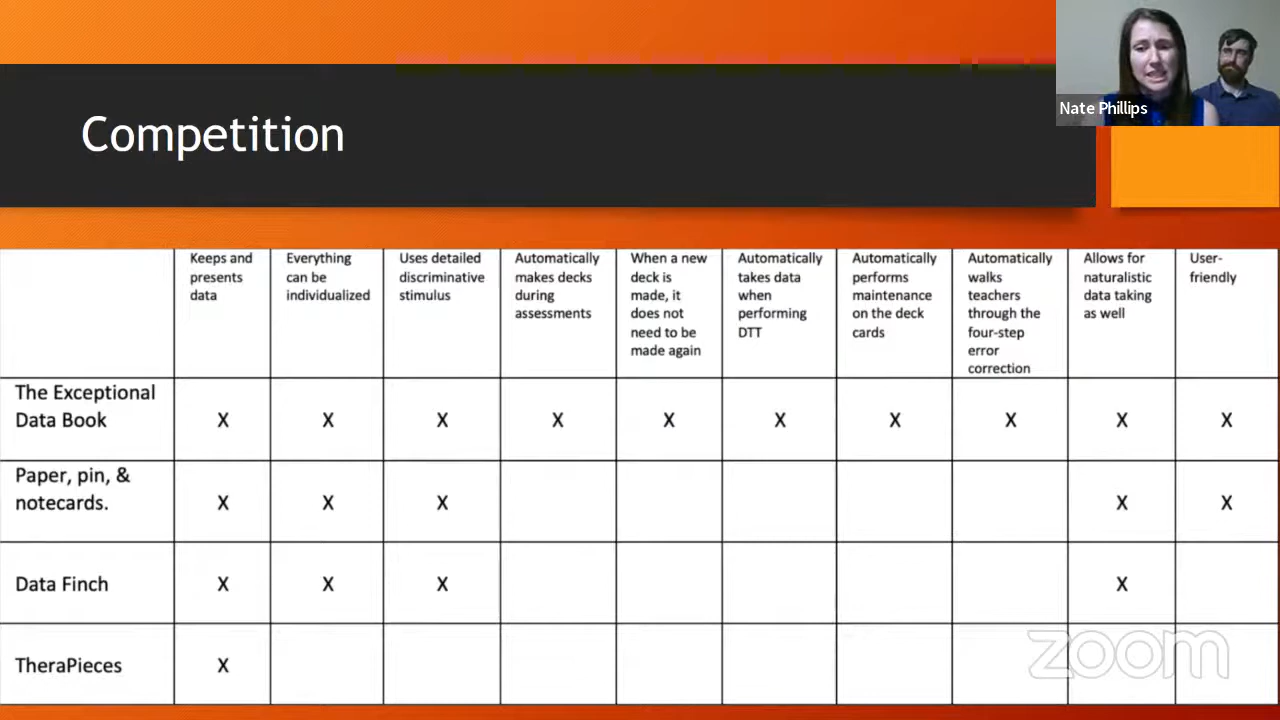 Nate Phillips
Competition
Keeps and
presents
data
Everything
can be
individualized
Uses detailed
discriminative
stimulus
Automatically
makes decks
during
assessments
When a new
deck is
made, it
does not
need to be
made again
Automatically
takes data
when
performing
DTT
Automatically
performs
maintenance
on the deck
cards
Automatically
walks
teachers
through the
four-step
error
correction
Allows for
naturalistic
data taking
as well
User-
friendly
The Exceptional
Data Book
X X X X X X X X X X
Paper, pin, &
notecards.
X X X X X
Data Finch X X X X
TheraPieces X
zoom